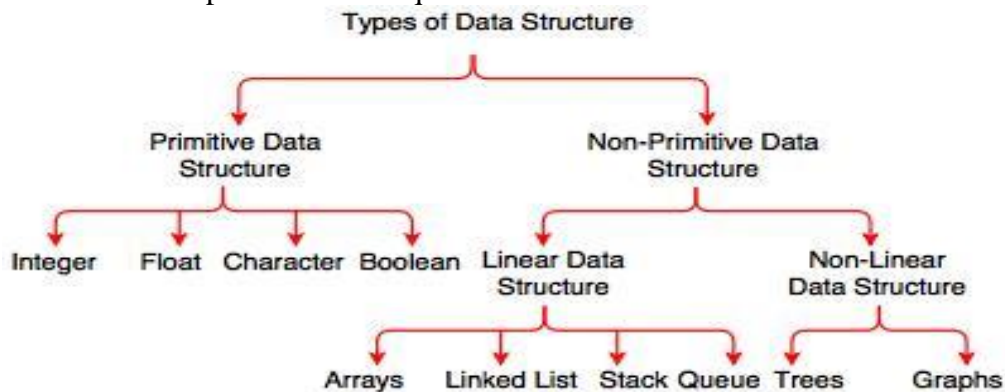 Types of Data Structure
Primitive Data
Structure
Non-Primitive Data
Structure
Integer
Float
Character
Boolean
Linear Data
Structure
Non-Linear
Data Structure
Arrays
Linked List
Stack
Queue
Trees
Graphs